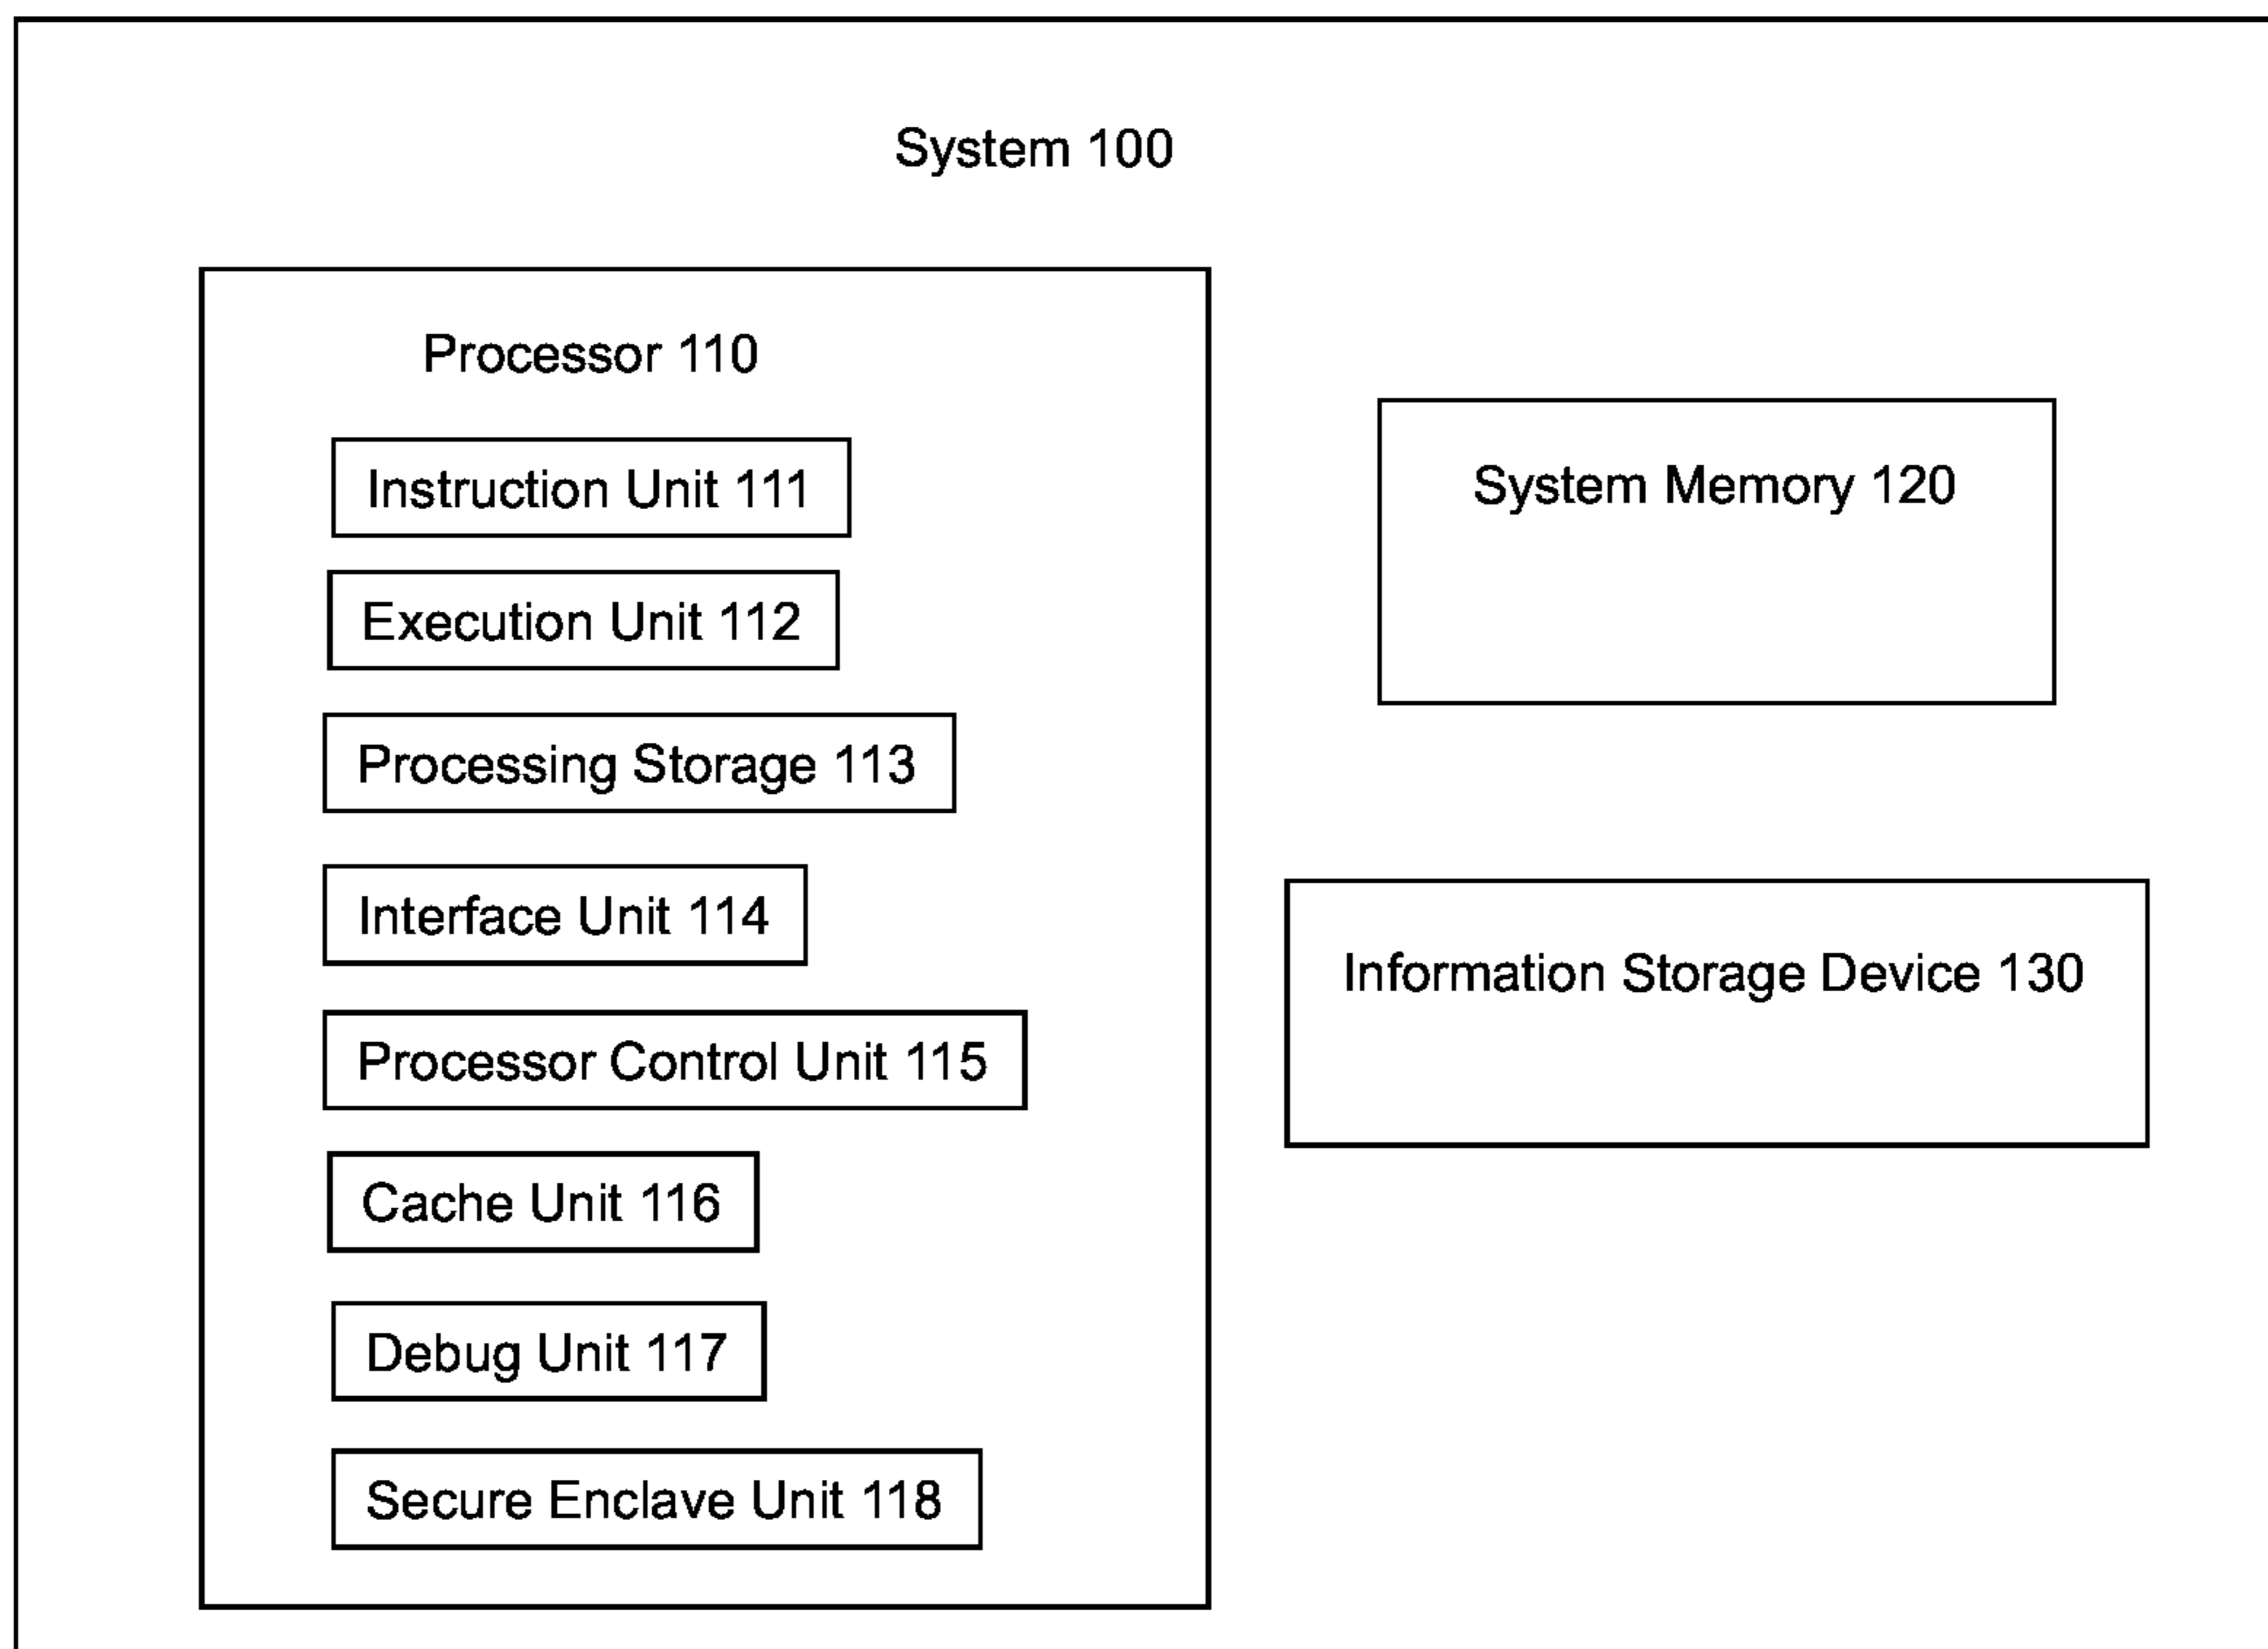 System 100
Processor 110
Instruction Unit 111
Execution Unit 112
Processing Storage 113
Interface Unit 114
Processor Control Unit 115
Cache Unit 116
Debug Unit 117
Secure Enclave Unit 118
System Memory 120
Information Storage Device 130